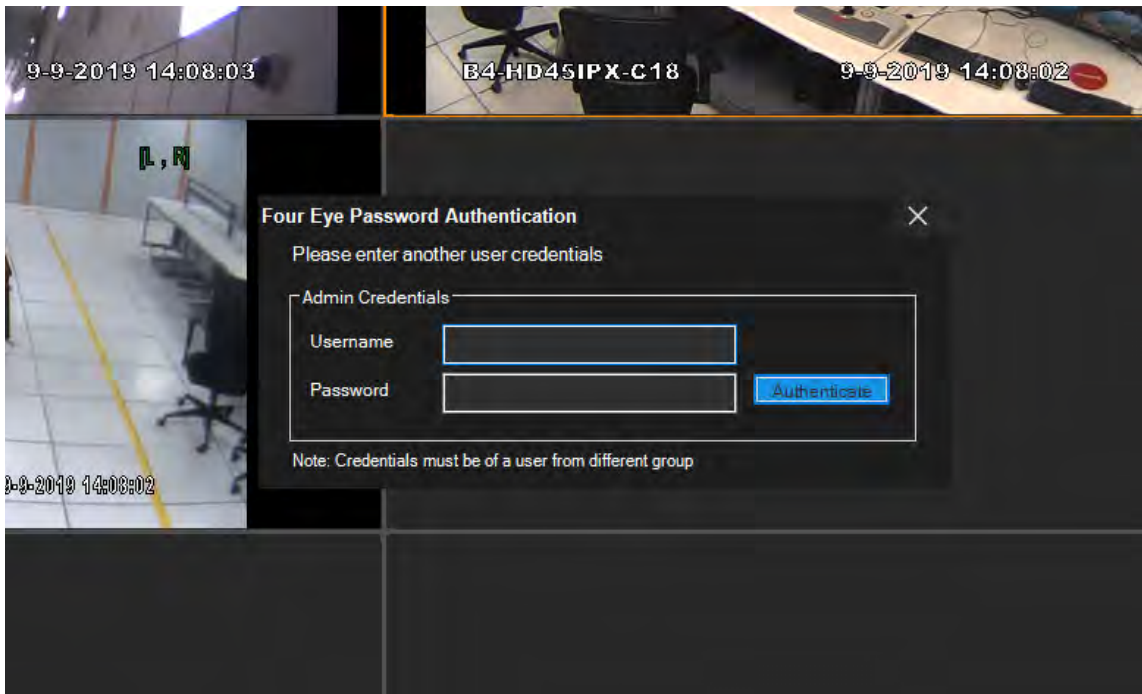 9-9-2019 14:08:03
B4-HD45IPX-C18 9-9-2019 14:08:02
[L , R]
Four Eye Password Authentication
Please enter another user credentials
Admin Credentials
Username
Password
Authenticate
Note: Credentials must be of a user from different group
9-9-2019 14:08:02